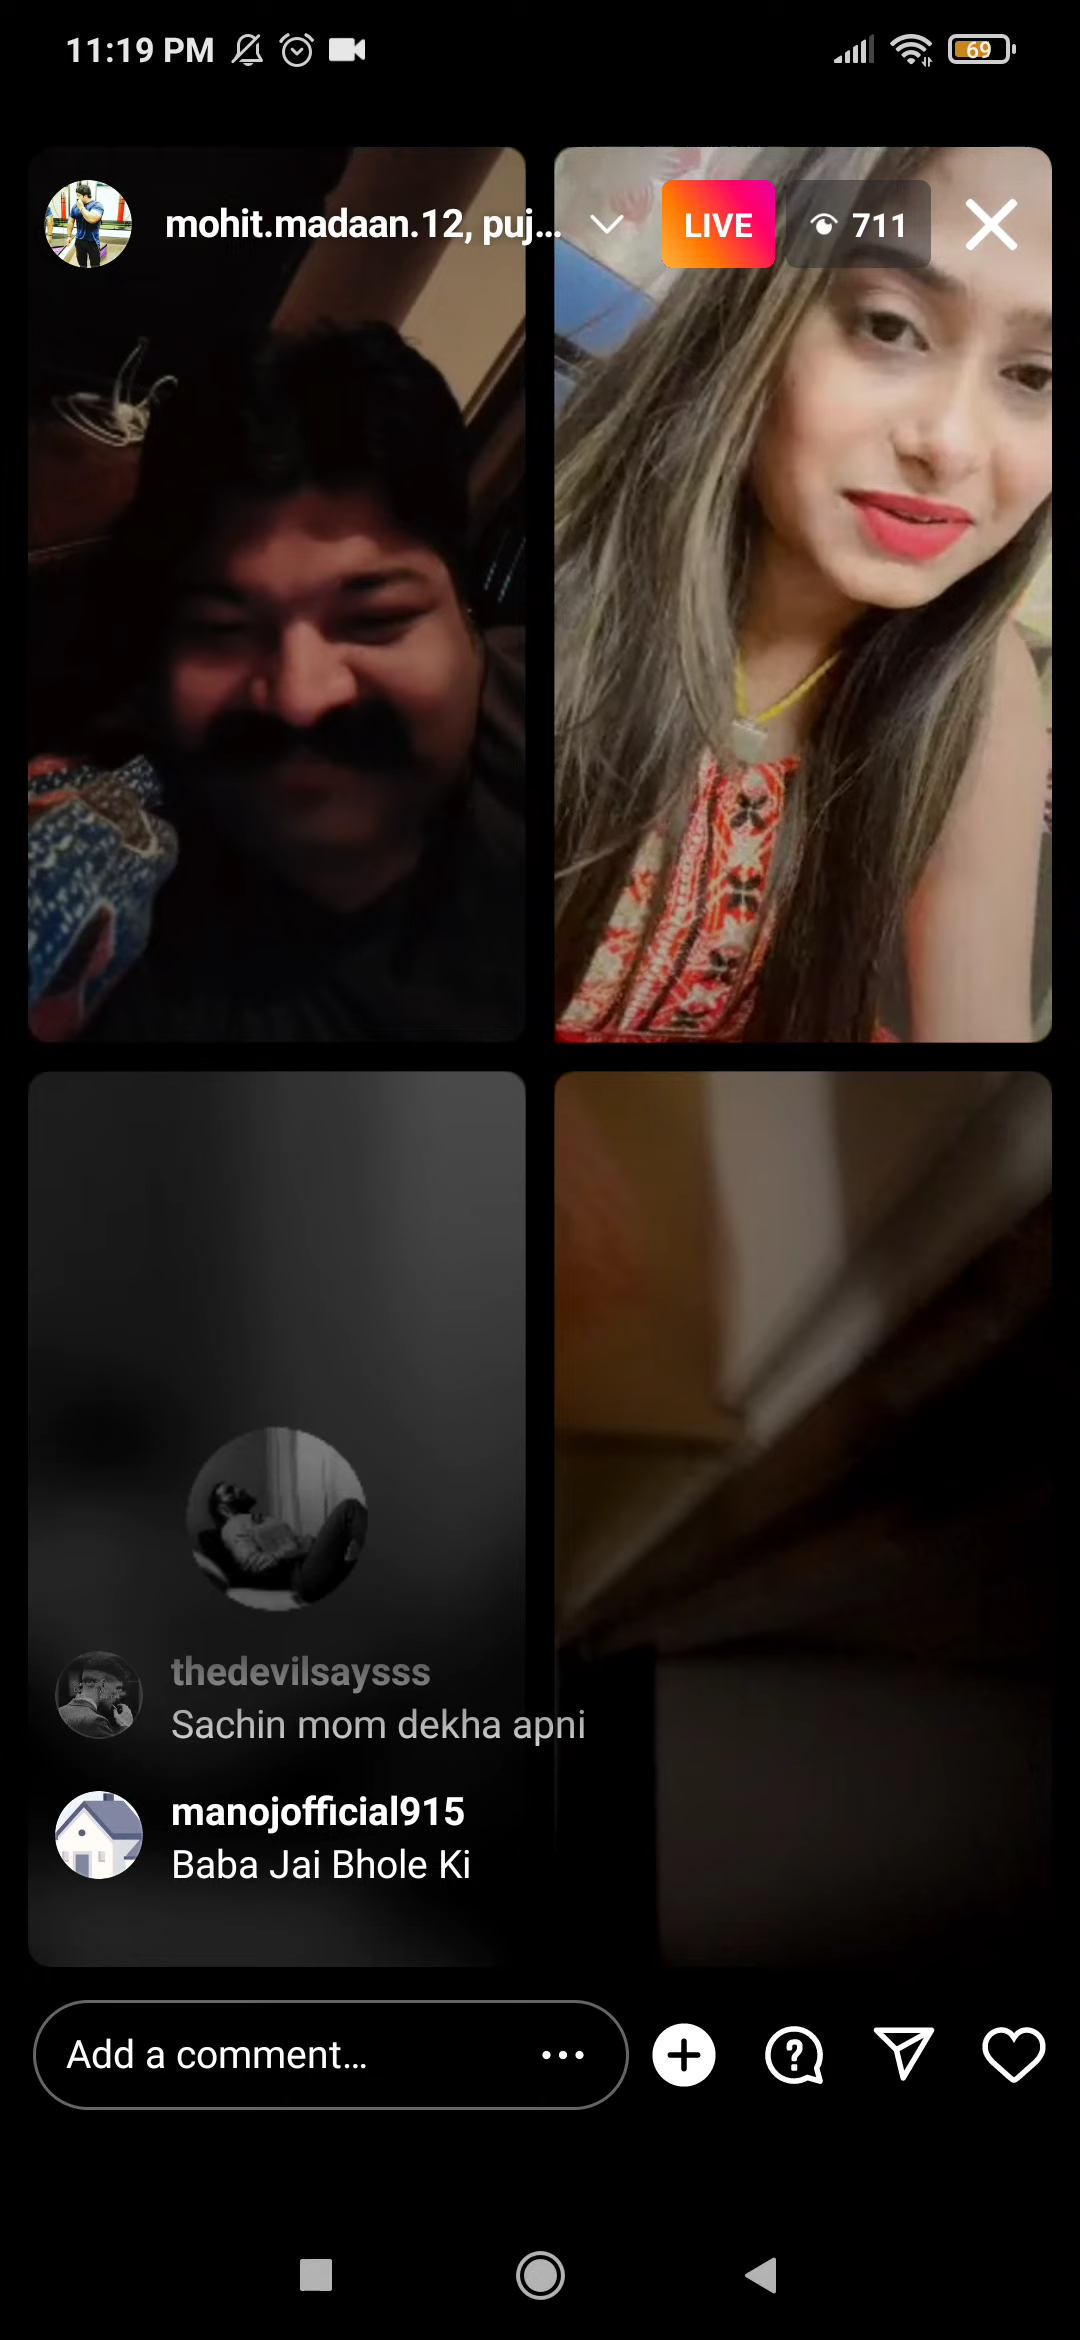 11:19 PM
69
mohit.madaan.12, puj...
LIVE
711
thedevilsaysss
Sachin mom dekha apni
manojofficial915
Baba Jai Bhole Ki
Add a comment...